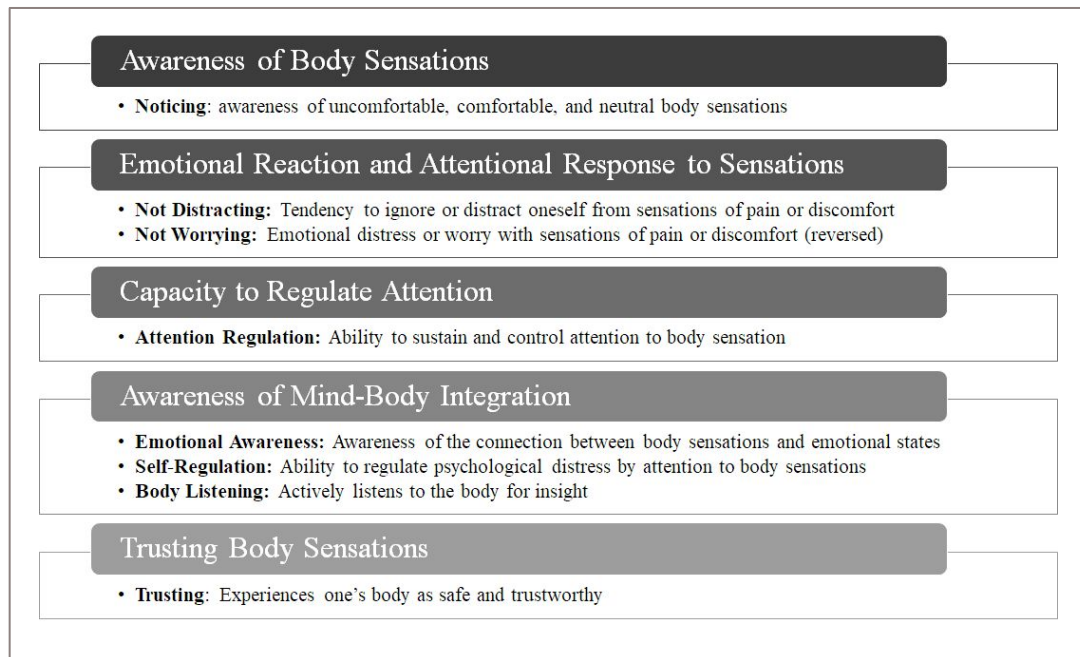 Awareness of Body Sensations
• Noticing: awareness of uncomfortable, comfortable, and neutral body sensations
Emotional Reaction and Attentional Response to Sensations
• Not Distracting: Tendency to ignore or distract oneself from sensations of pain or discomfort
• Not Worrying: Emotional distress or worry with sensations of pain or discomfort (reversed)
Capacity to Regulate Attention
• Attention Regulation: Ability to sustain and control attention to body sensation
Awareness of Mind-Body Integration
• Emotional Awareness: Awareness of the connection between body sensations and emotional states
• Self-Regulation: Ability to regulate psychological distress by attention to body sensations
• Body Listening: Actively listens to the body for insight
Trusting Body Sensations
• Trusting: Experiences one’s body as safe and trustworthy